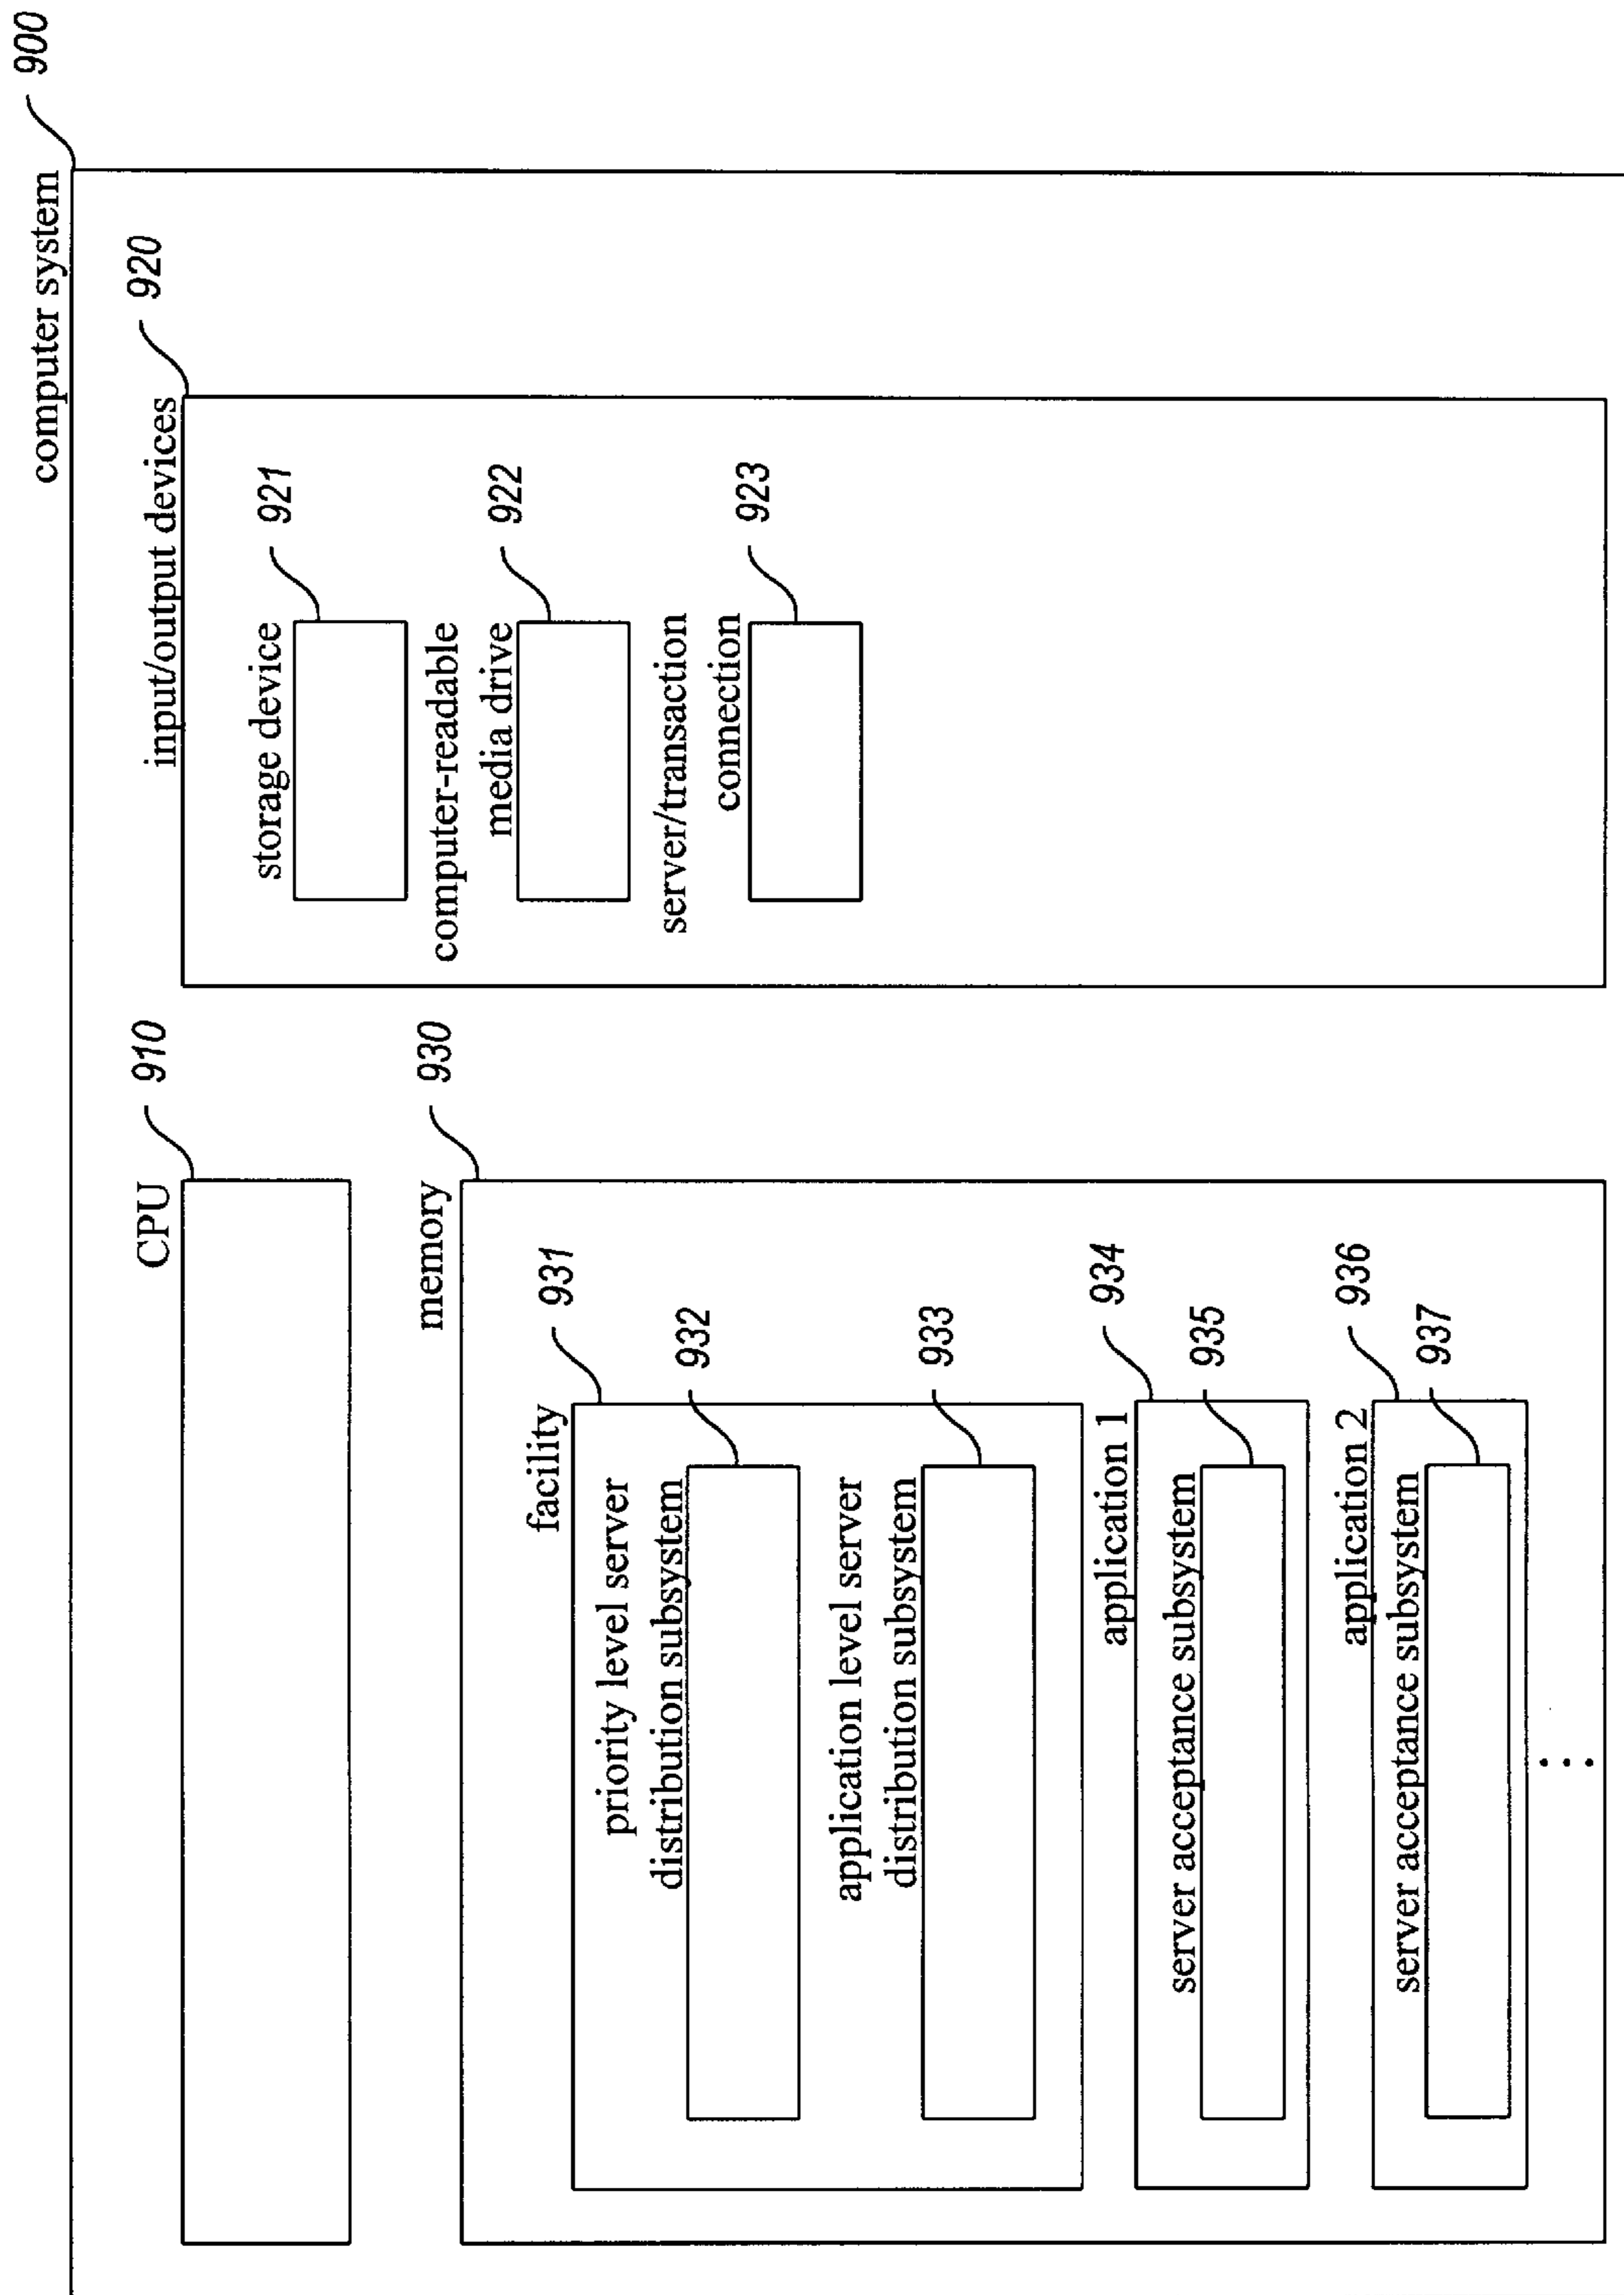 computer system
900
CPU
910
memory
930
facility
931
priority level server
distribution subsystem
932
application level server
distribution subsystem
933
application 1
934
server acceptance subsystem
935
application 2
936
server acceptance subsystem
937
input/output devices
920
storage device
921
computer-readable
media drive
922
server/transaction
connection
923